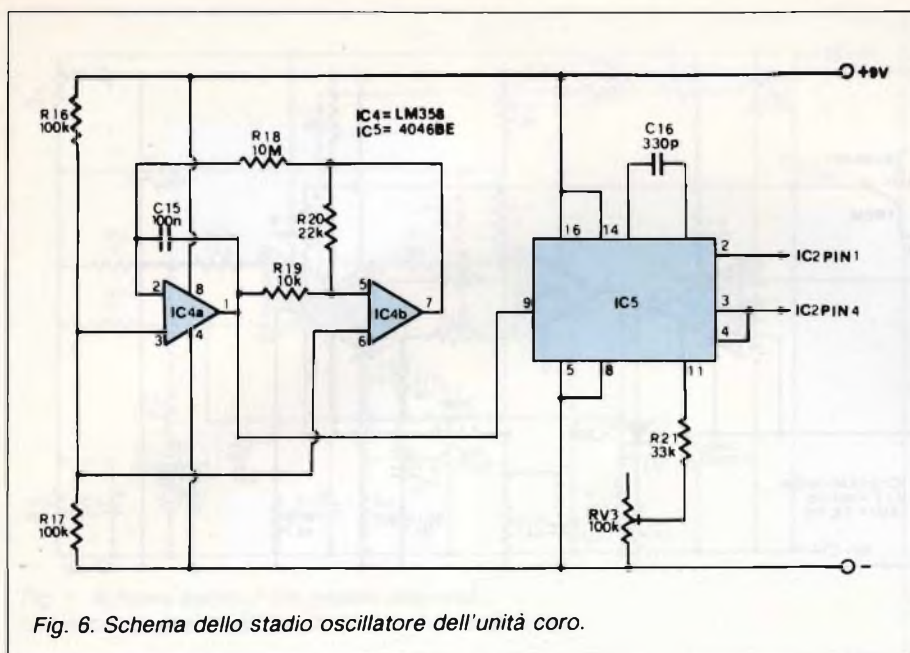 +9V
R16
100k
IC4= LM358
IC5= 4046BE
R18
10M
C16
330p
C15
100n
R20
22k
16
14
2
IC2 PIN 1
R19
10k
2
8
1
5
7
9
IC5
3
IC2 PIN 4
IC4a
IC4b
3
4
6
4
5
8
11
R21
33k
R17
100k
RV3
100k
-
Fig. 6. Schema dello stadio oscillatore dell'unità coro.